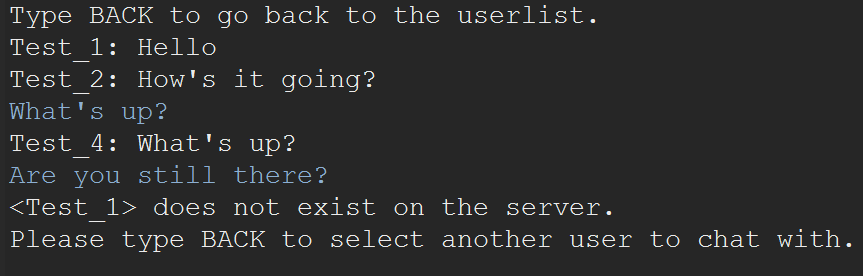 Type BACK to go back to the userlist.
Test_1: Hello
Test_2: How's it going?
What's up?
Test_4: What's up?
Are you still there?
<Test_1> does not exist on the server.
Please type BACK to select another user to chat with.